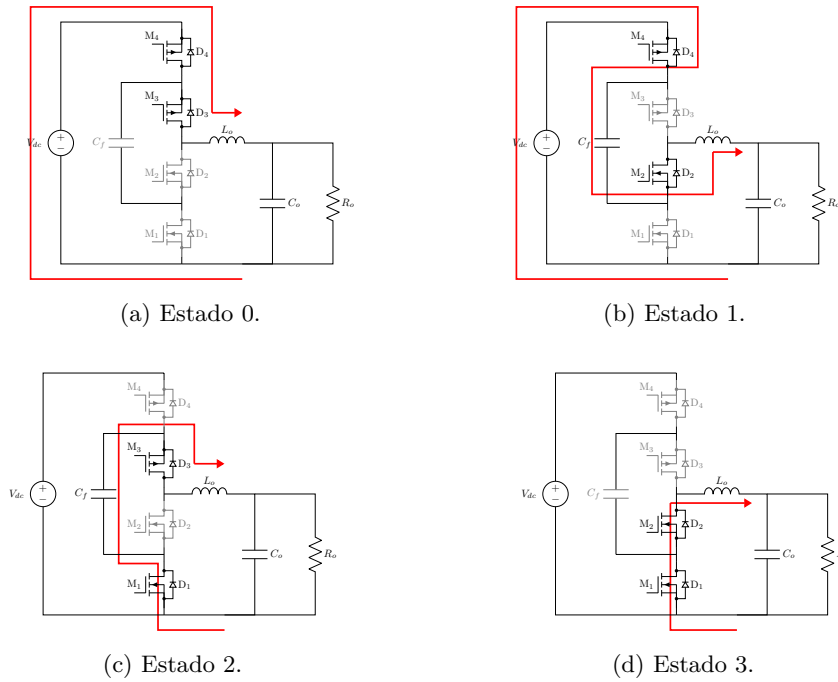 M4
D4
M3
D3
Vdc
Cf
Lo
M2
D2
Co
Ro
M1
D1
(a) Estado 0.
M4
D4
M3
D3
Vdc
Cf
Lo
M2
D2
Co
Ro
M1
D1
(b) Estado 1.
M4
D4
M3
D3
Vdc
Cf
Lo
M2
D2
Co
Ro
M1
D1
(c) Estado 2.
M4
D4
M3
D3
Vdc
Cf
Lo
M2
D2
Co
M1
D1
(d) Estado 3.